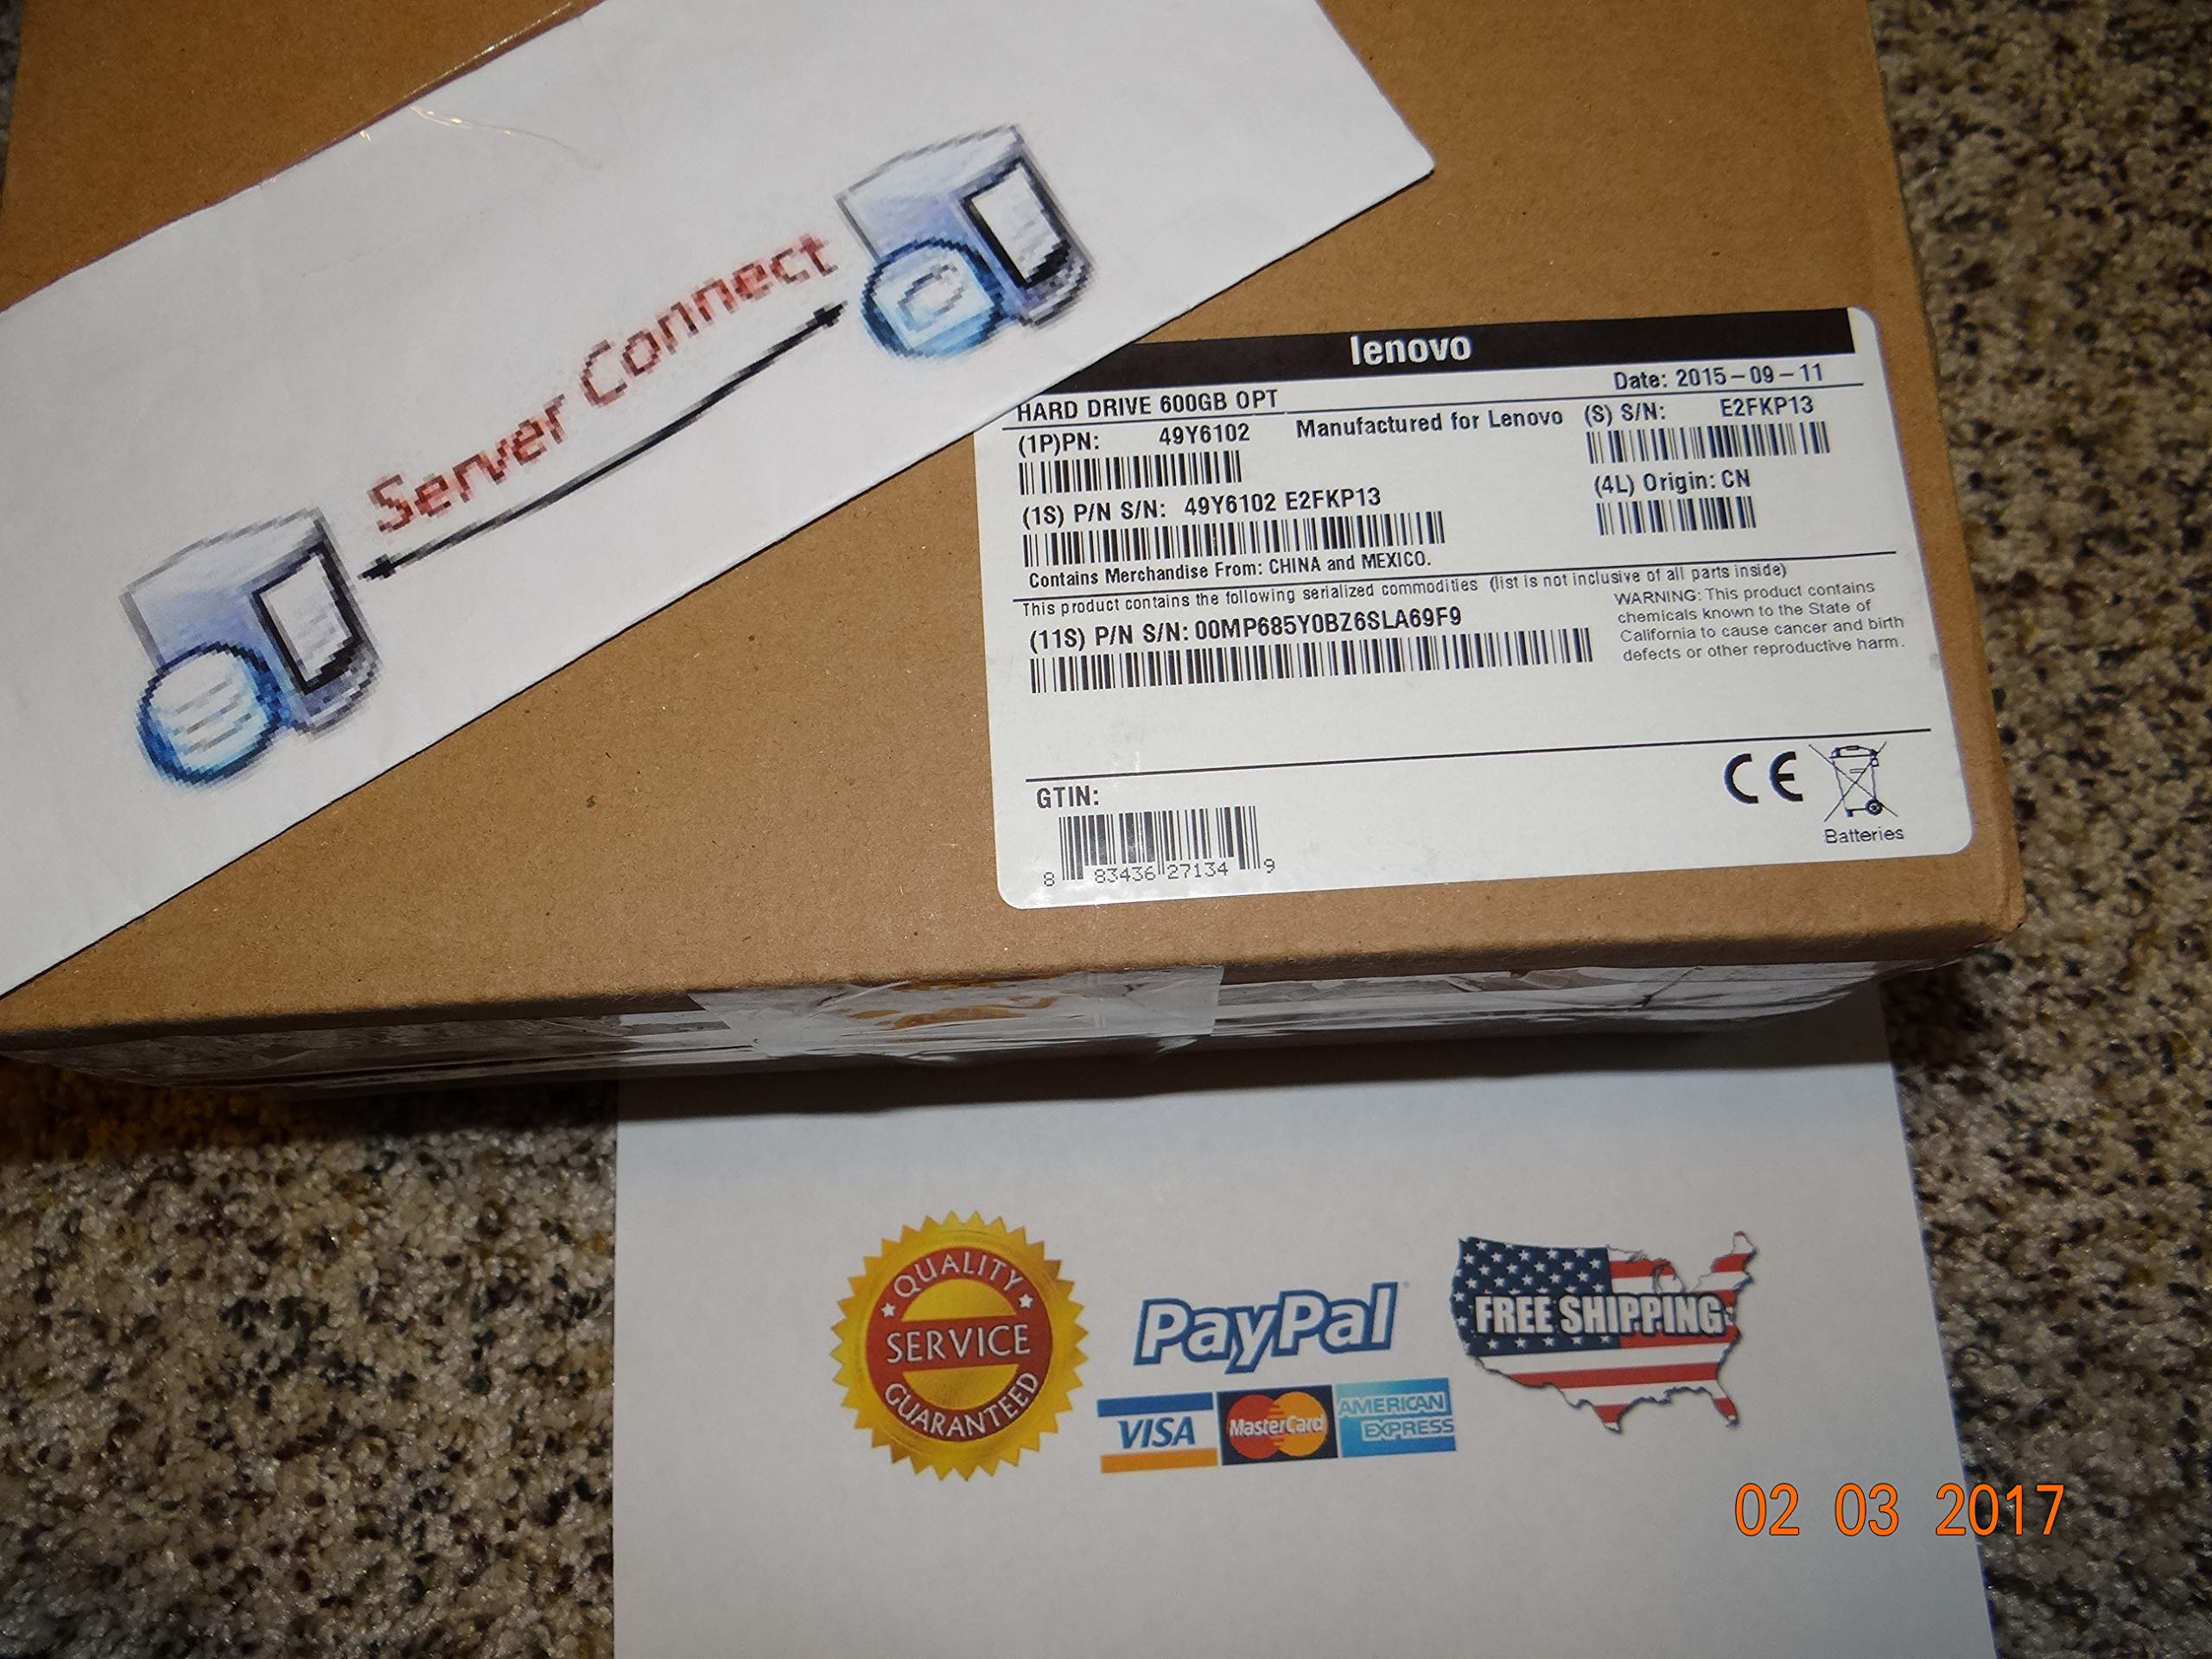 Server Connect
lenovo
HARD DRIVE 600GB OPT
Date: 2015-09-11
(1P)PN: 49Y6102
Manufactured for Lenovo
(S) S/N: E2FKP13
(1S) P/N S/N: 49Y6102 E2FKP13
(4L) Origin: CN
Contains Merchandise From: CHINA and MEXICO.
This product contains the following serialized commodities (list is not inclusive of all parts inside)
(11S) P/N S/N: 00MP685Y0BZ6SLA69F9
WARNING: This product contains
chemicals known to the State of
California to cause cancer and birth
defects or other reproductive harm.
GTIN:
8 83436 27134 9
CE
Batteries
QUALITY
SERVICE
GUARANTEED
PayPal
VISA
MasterCard
AMERICAN
EXPRESS
FREE SHIPPING
02 03 2017